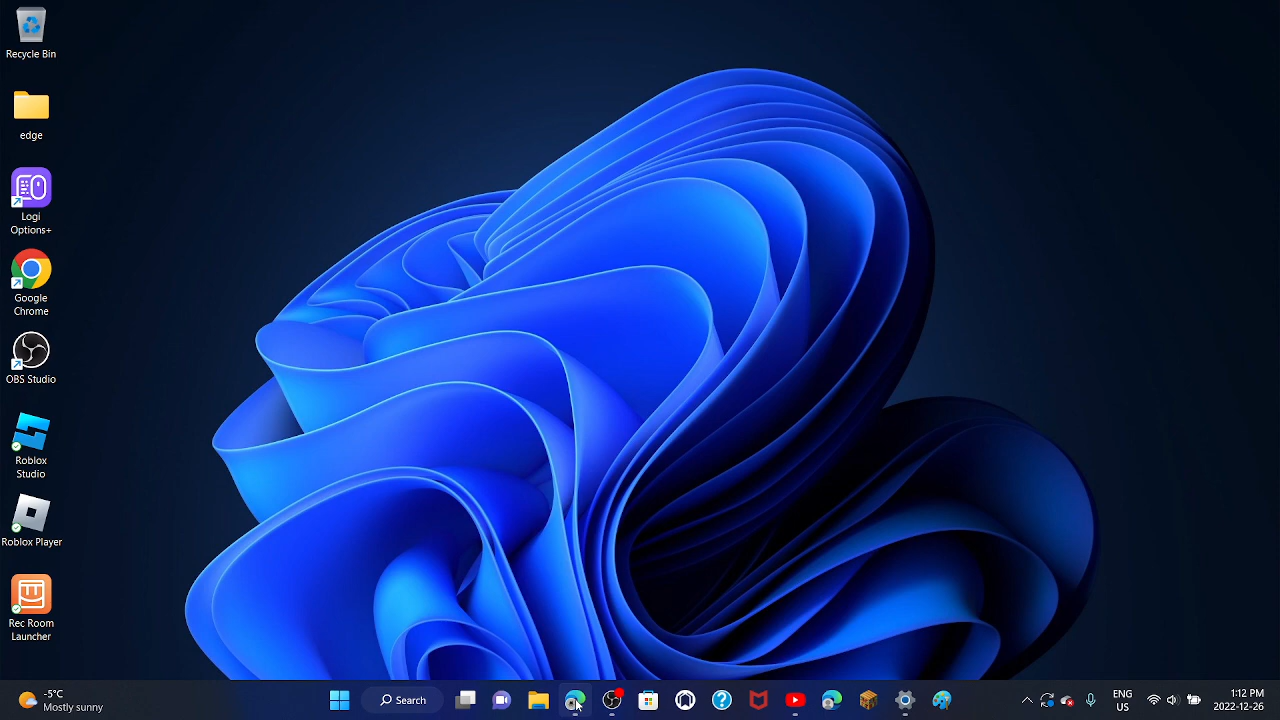 Recycle Bin
edge
Logi
Options+
Google
Chrome
OBS Studio
Roblox
Studio
Roblox Player
Rec Room
Launcher
-5°C
Mostly sunny
Search
ENG
US
1:12 PM
2022-12-26